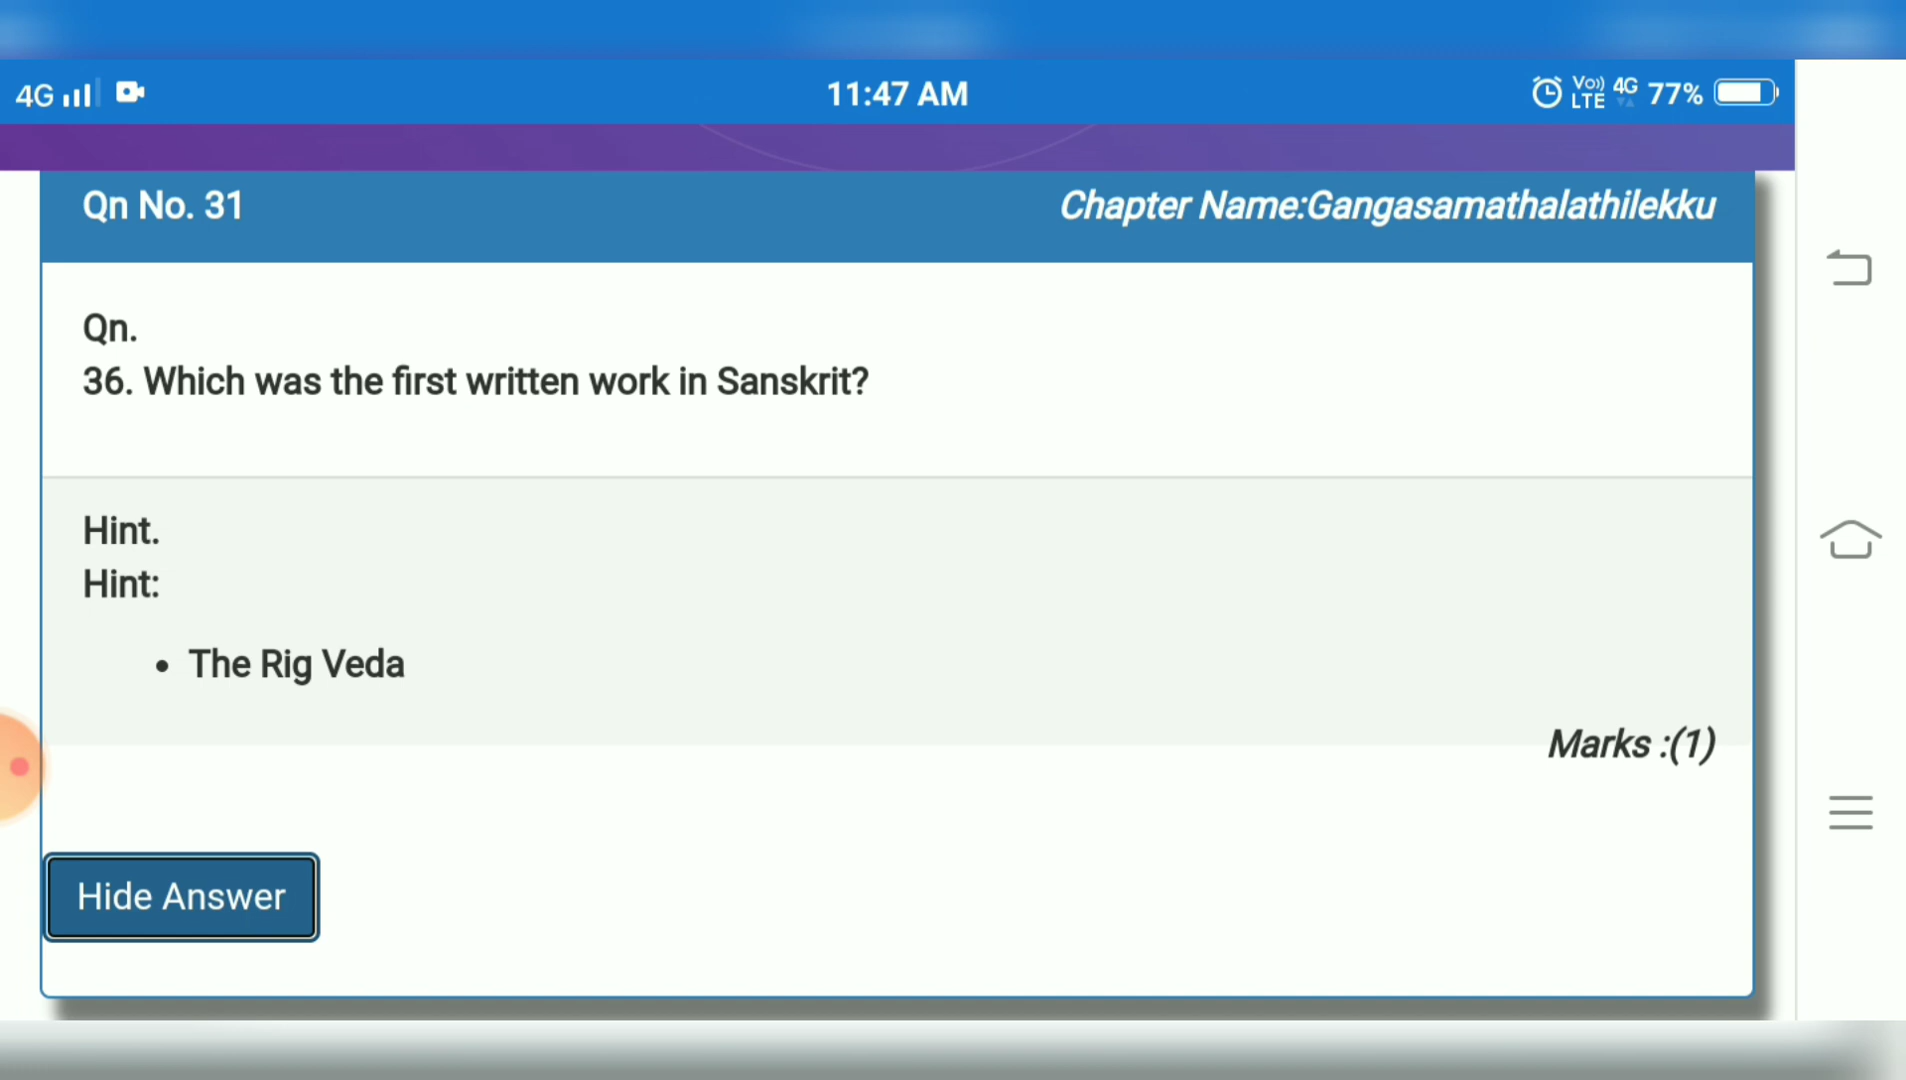 4G 11:47 AM Vo)) LTE 4G 77%
Qn No. 31 Chapter Name:Gangasamathalathilekku
Qn.
36. Which was the first written work in Sanskrit?
Hint.
Hint:
• The Rig Veda
Marks :(1)
Hide Answer